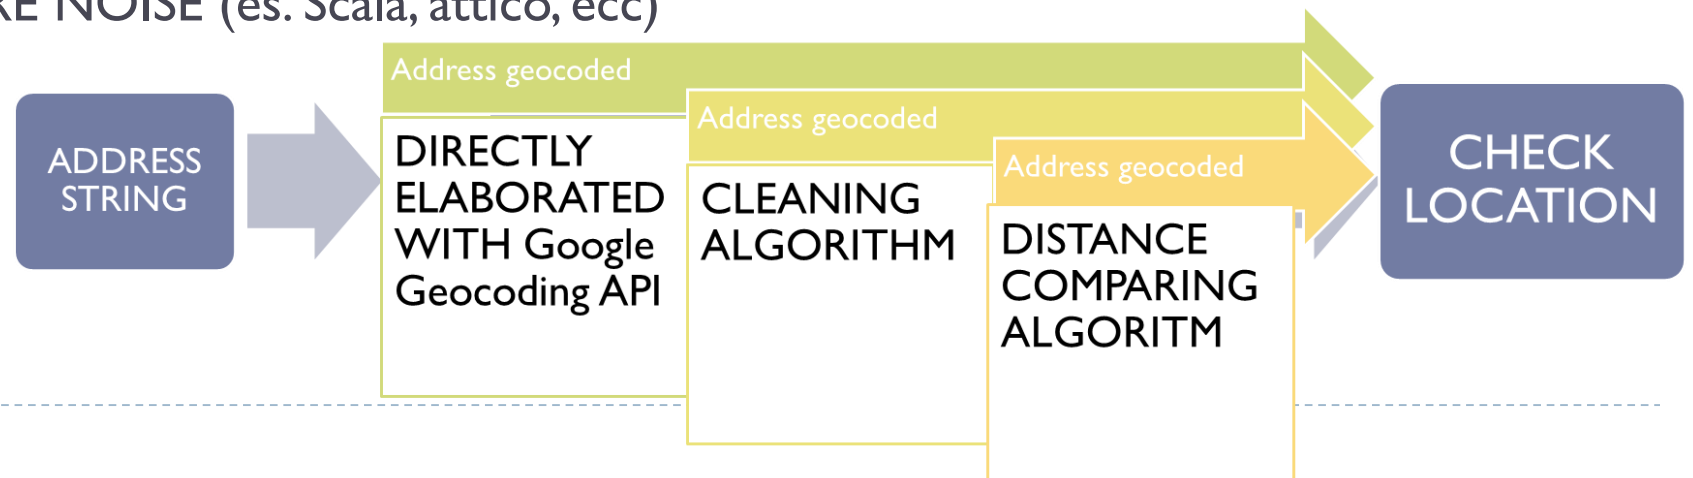 RE NOISE (es. Scala, attico, ecc)
Address geocoded
Address geocoded
Address geocoded
ADDRESS
STRING
DIRECTLY
ELABORATED
WITH Google
Geocoding API
CLEANING
ALGORITHM
DISTANCE
COMPARING
ALGORITM
CHECK
LOCATION